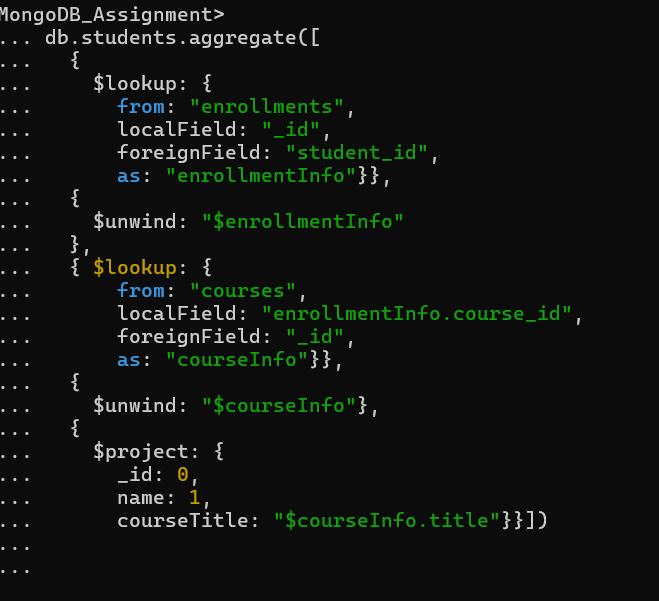 MongoDB_Assignment>
... db.students.aggregate([
...   {
...     $lookup: {
...       from: "enrollments",
...       localField: "_id",
...       foreignField: "student_id",
...       as: "enrollmentInfo"}},
...   {
...     $unwind: "$enrollmentInfo"
...   },
...   { $lookup: {
...       from: "courses",
...       localField: "enrollmentInfo.course_id",
...       foreignField: "_id",
...       as: "courseInfo"}},
...   {
...     $unwind: "$courseInfo"},
...   {
...     $project: {
...       _id: 0,
...       name: 1,
...       courseTitle: "$courseInfo.title"}}])
...
...